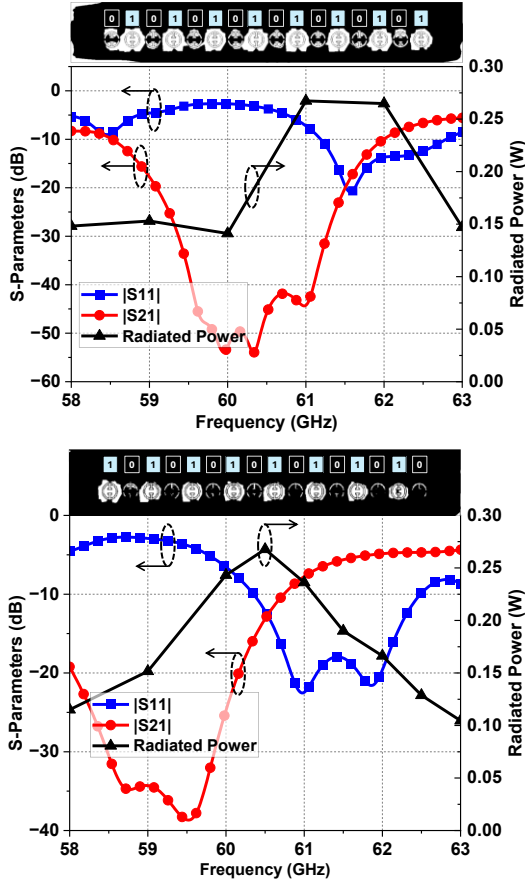 0 1 0 1 0 1 0 1 0 1 0 1 0 1 0 1
0 0.30
−10 0.25
−20 0.20
−30 0.15
−40 0.10
−50 0.05
−60 0.00
S-Parameters (dB)
Radiated Power (W)
|S11|
|S21|
Radiated Power
58 59 60 61 62 63
Frequency (GHz)
1 0 1 0 1 0 1 0 1 0 1 0 1 0 1 0
0 0.30
0.25
−10 0.20
−20 0.15
0.10
−30 0.05
−40 0.00
S-Parameters (dB)
Radiated Power (W)
|S11|
|S21|
Radiated Power
58 59 60 61 62 63
Frequency (GHz)